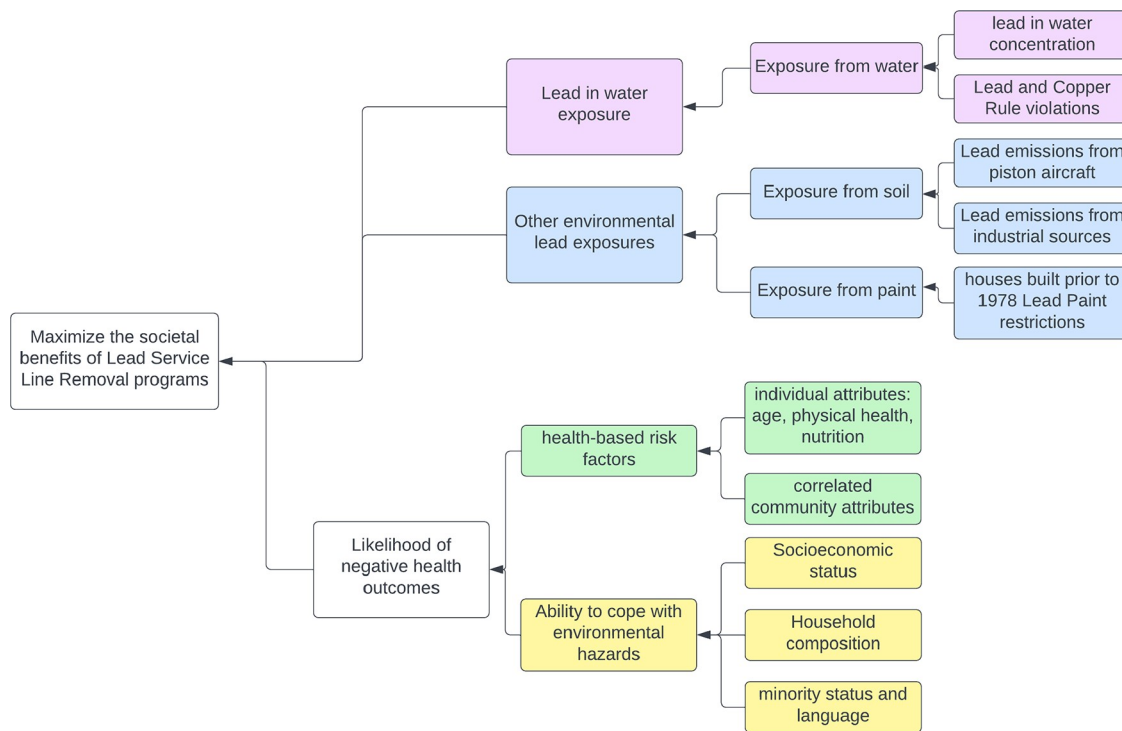 Maximize the societal
benefits of Lead Service
Line Removal programs
Lead in water
exposure
Exposure from water
lead in water
concentration
Lead and Copper
Rule violations
Other environmental
lead exposures
Exposure from soil
Lead emissions from
piston aircraft
Lead emissions from
industrial sources
Exposure from paint
houses built prior to
1978 Lead Paint
restrictions
Likelihood of
negative health
outcomes
health-based risk
factors
individual attributes:
age, physical health,
nutrition
correlated
community attributes
Ability to cope with
environmental
hazards
Socioeconomic
status
Household
composition
minority status and
language